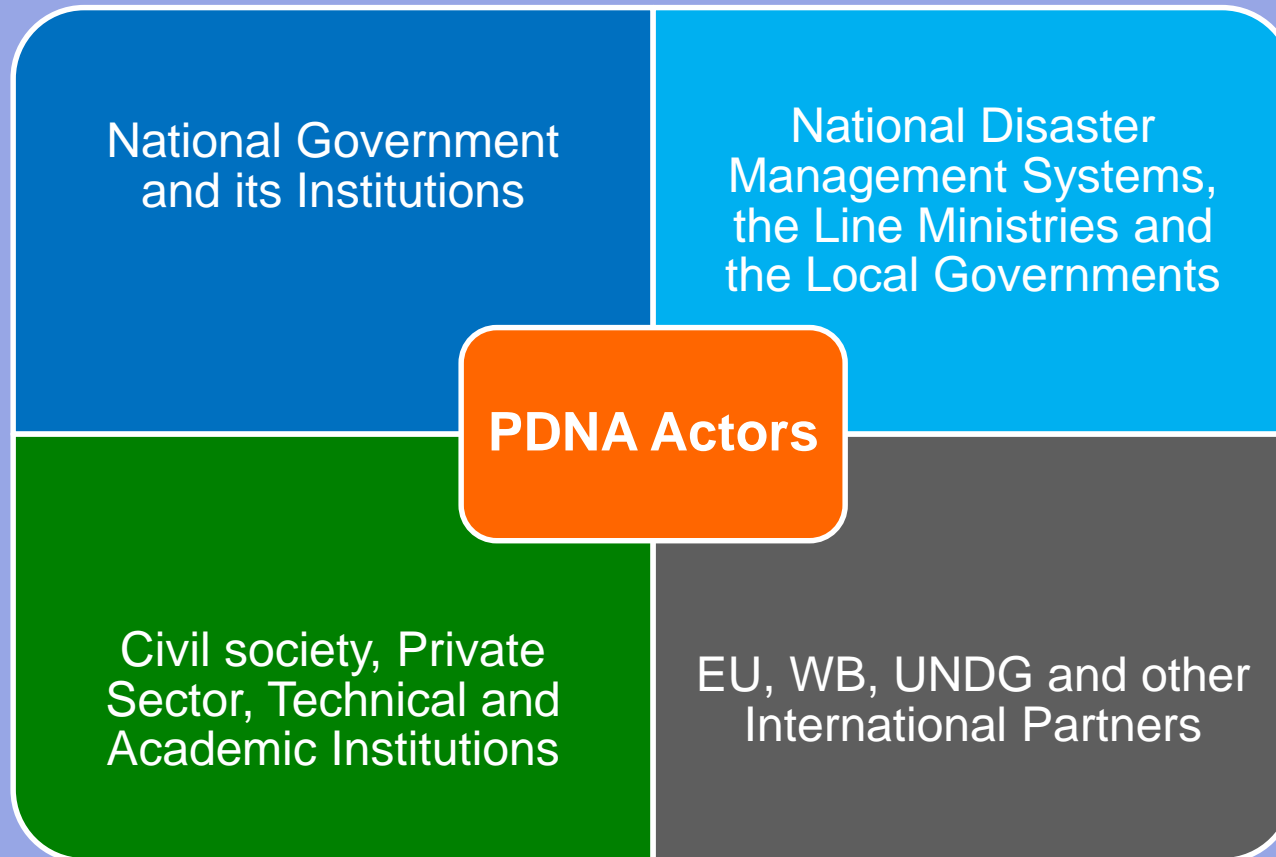 National Government
and its Institutions
National Disaster
Management Systems,
the Line Ministries and
the Local Governments
PDNA Actors
Civil society, Private
Sector, Technical and
Academic Institutions
EU, WB, UNDG and other
International Partners